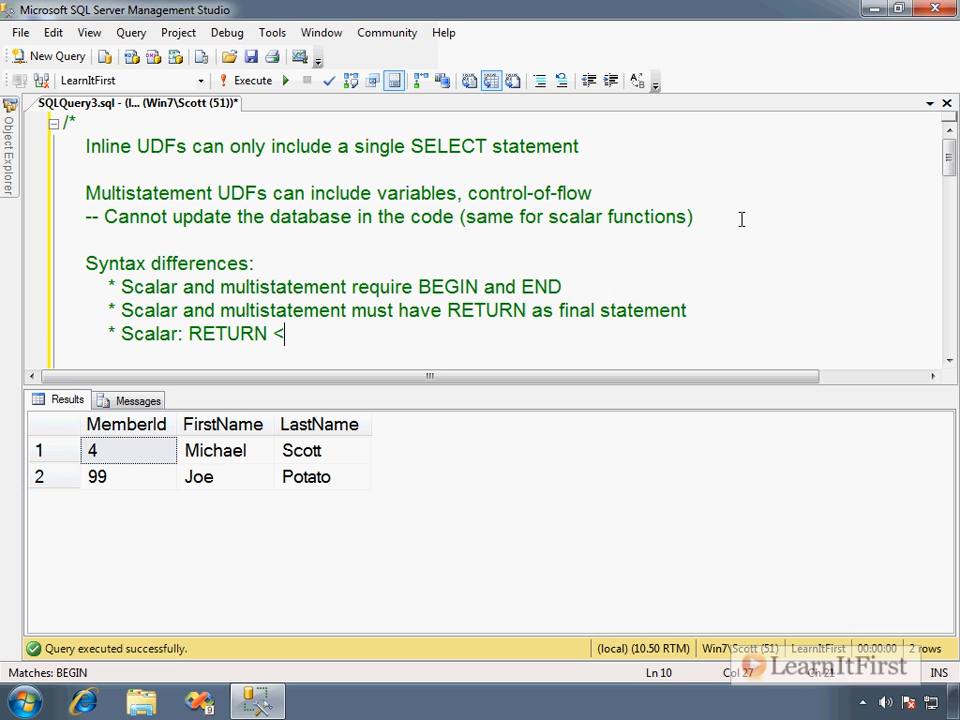 Microsoft SQL Server Management Studio
File Edit View Query Project Debug Tools Window Community Help
New Query
LearnItFirst Execute
SQLQuery3.sql - (l... (Win7\Scott (51))*
Object Explorer
/*
Inline UDFs can only include a single SELECT statement
Multistatement UDFs can include variables, control-of-flow
-- Cannot update the database in the code (same for scalar functions)
Syntax differences:
* Scalar and multistatement require BEGIN and END
* Scalar and multistatement must have RETURN as final statement
* Scalar: RETURN <
Results Messages
MemberId FirstName LastName
1 4 Michael Scott
2 99 Joe Potato
Query executed successfully. (local) (10.50 RTM) Win7\Scott (51) LearnItFirst 00:00:00 2 rows
Matches: BEGIN Ln 10 Col 27 Ch 21 INS
LearnItFirst